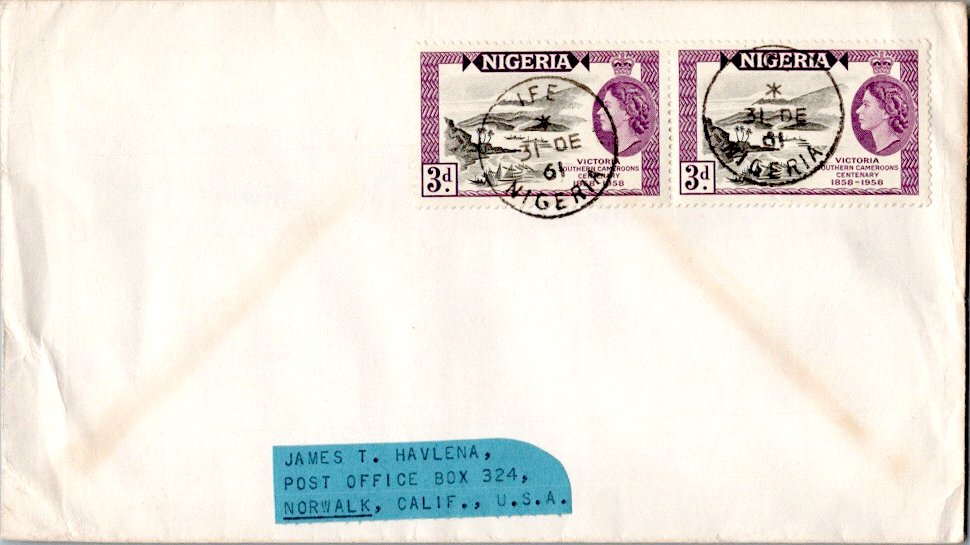 NIGERIA
3d.
VICTORIA
SOUTHERN CAMEROONS
CENTENARY
1858-1958
IFE
31 DE
61
NIGERIA
NIGERIA
3d.
VICTORIA
SOUTHERN CAMEROONS
CENTENARY
1858-1958
31 DE
61
NIGERIA
JAMES T. HAVLENA,
POST OFFICE BOX 324,
NORWALK, CALIF., U.S.A.